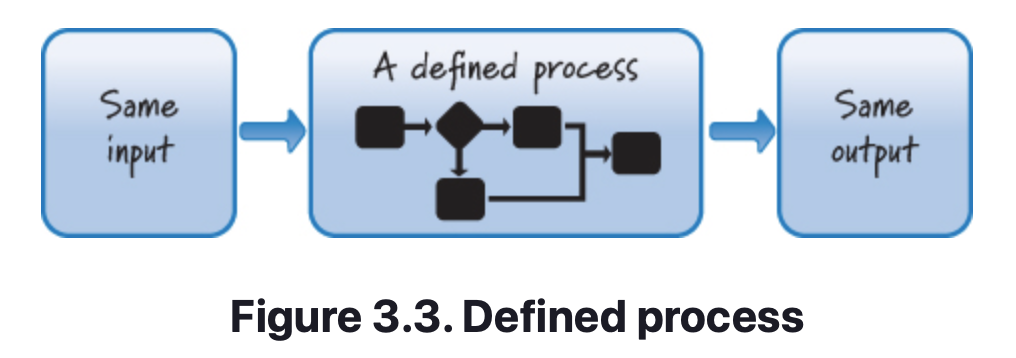 Same
input
A defined process
Same
output
Figure 3.3. Defined process